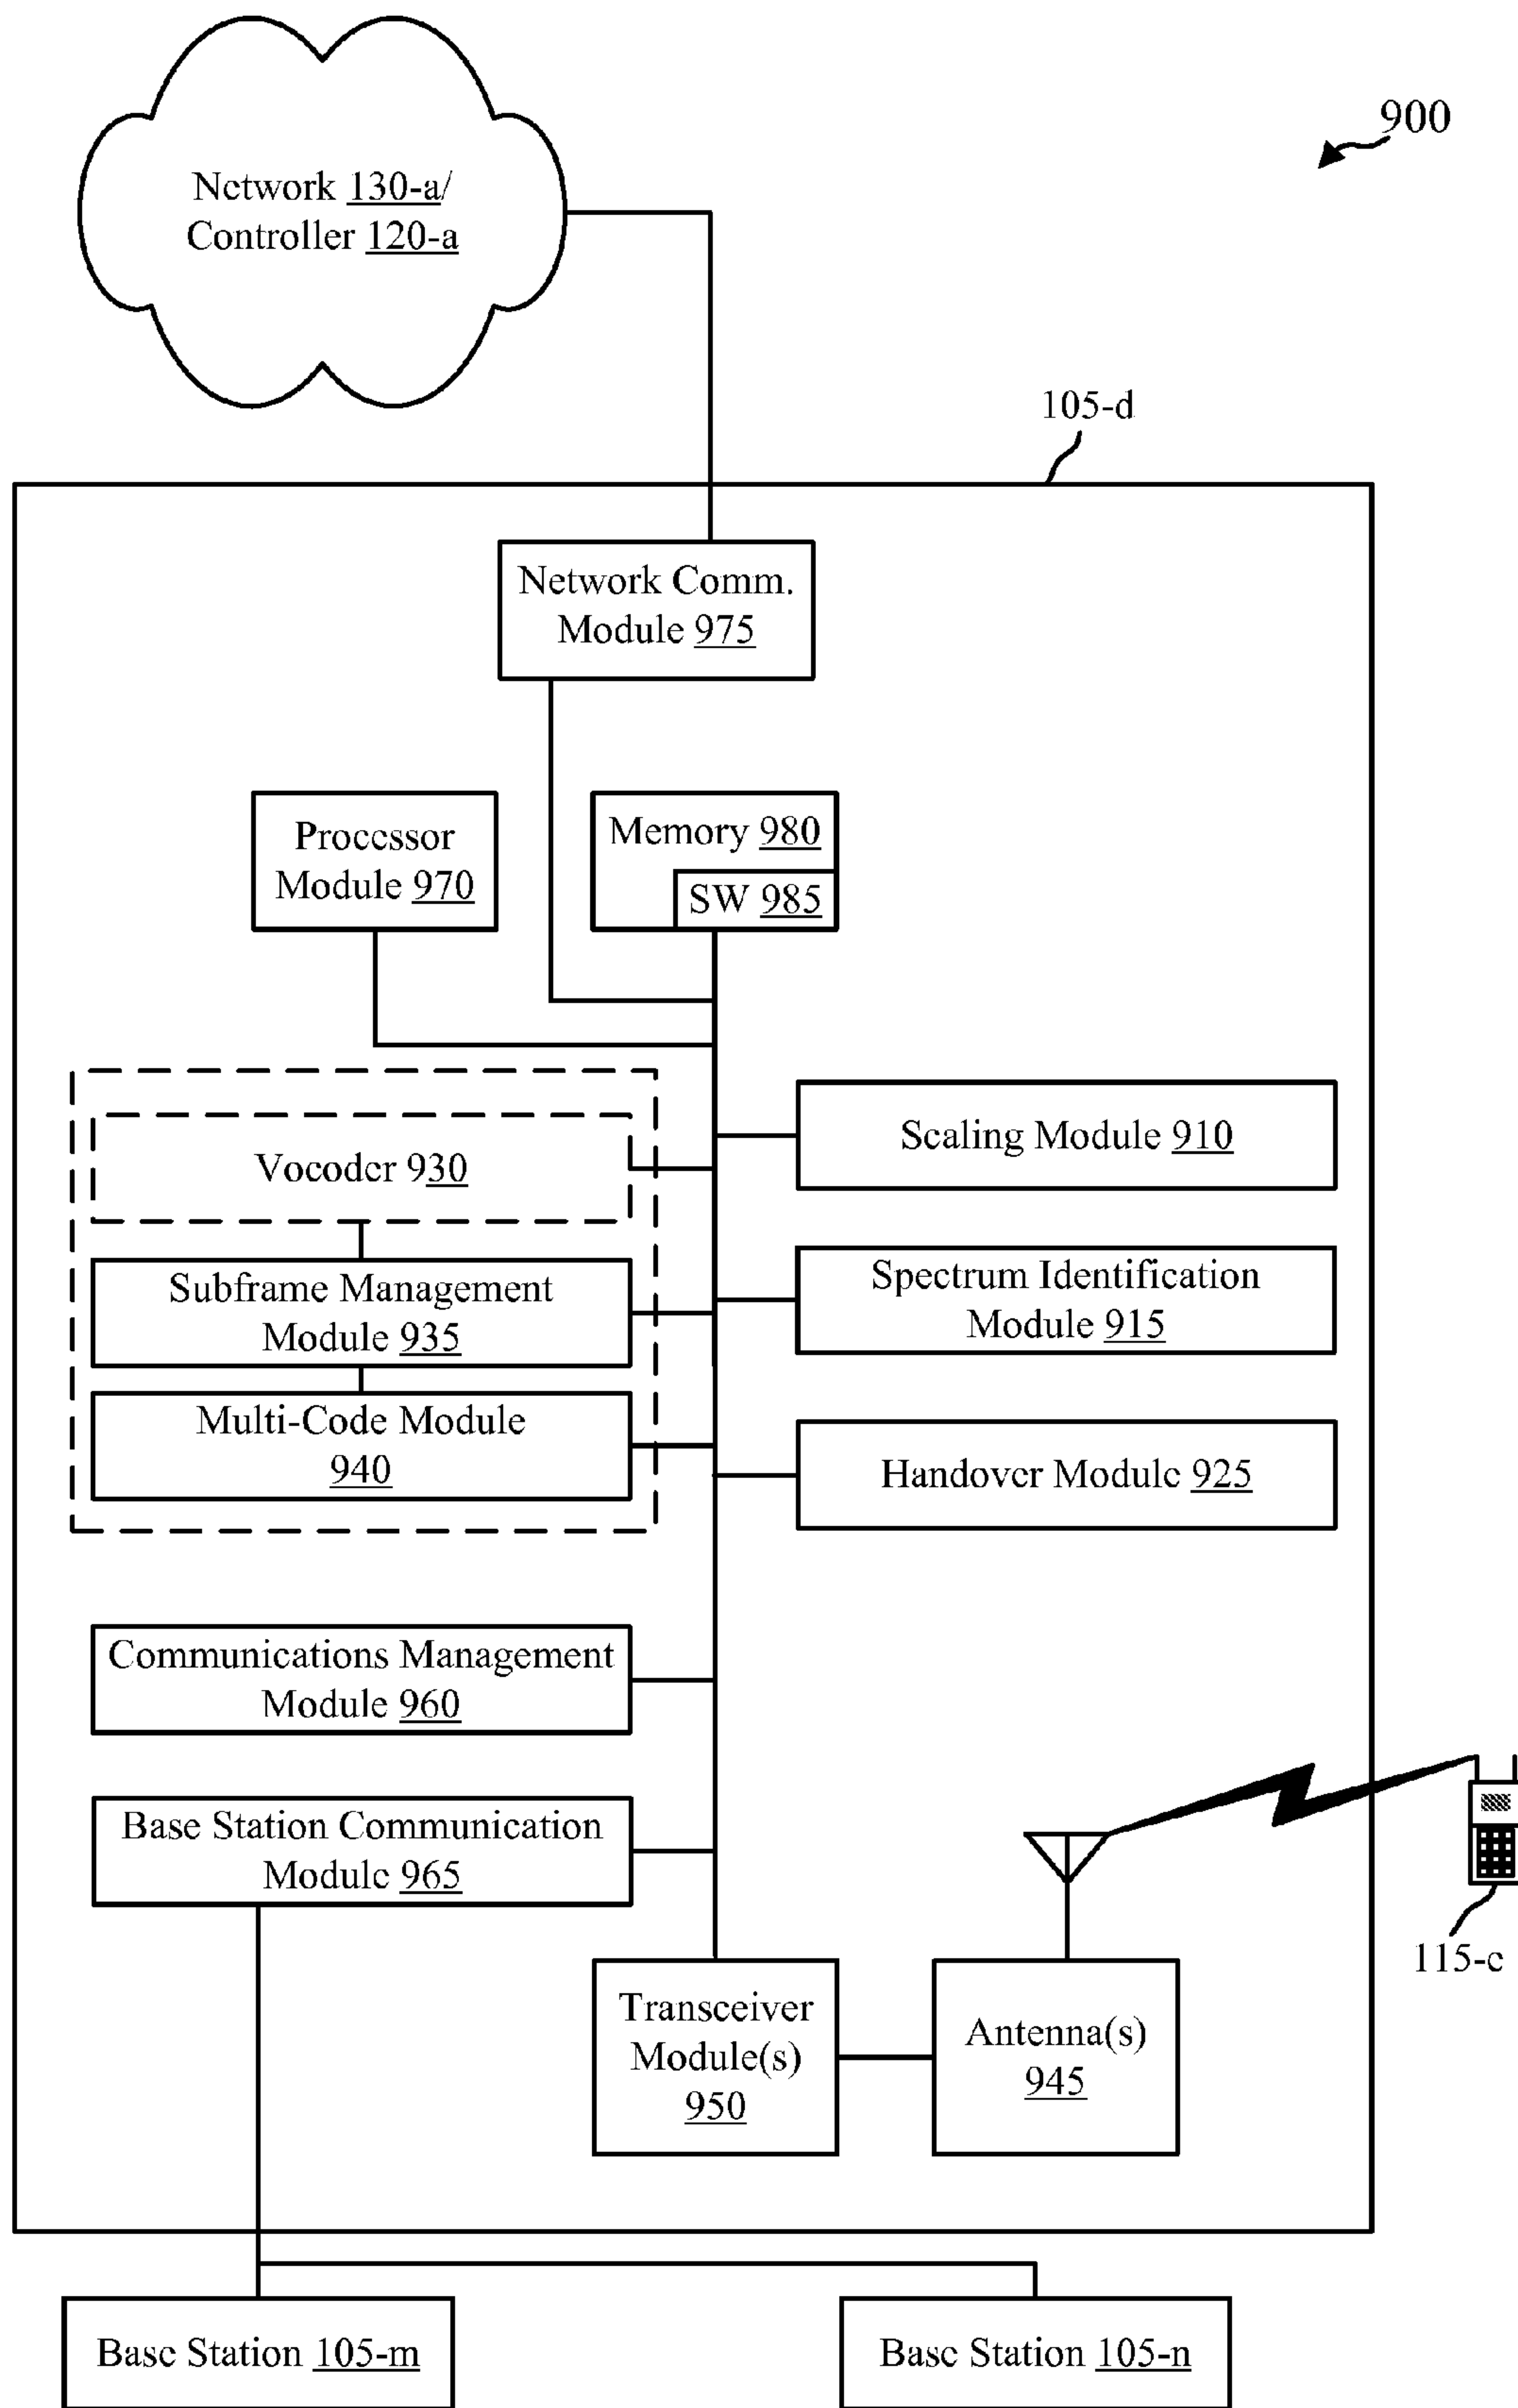 900
Network 130-a/
Controller 120-a
105-d
Network Comm.
Module 975
Processor
Module 970
Memory 980
SW 985
Vocoder 930
Scaling Module 910
Subframe Management
Module 935
Spectrum Identification
Module 915
Multi-Code Module
940
Handover Module 925
Communications Management
Module 960
Base Station Communication
Module 965
115-c
Transceiver
Module(s)
950
Antenna(s)
945
Base Station 105-m
Base Station 105-n